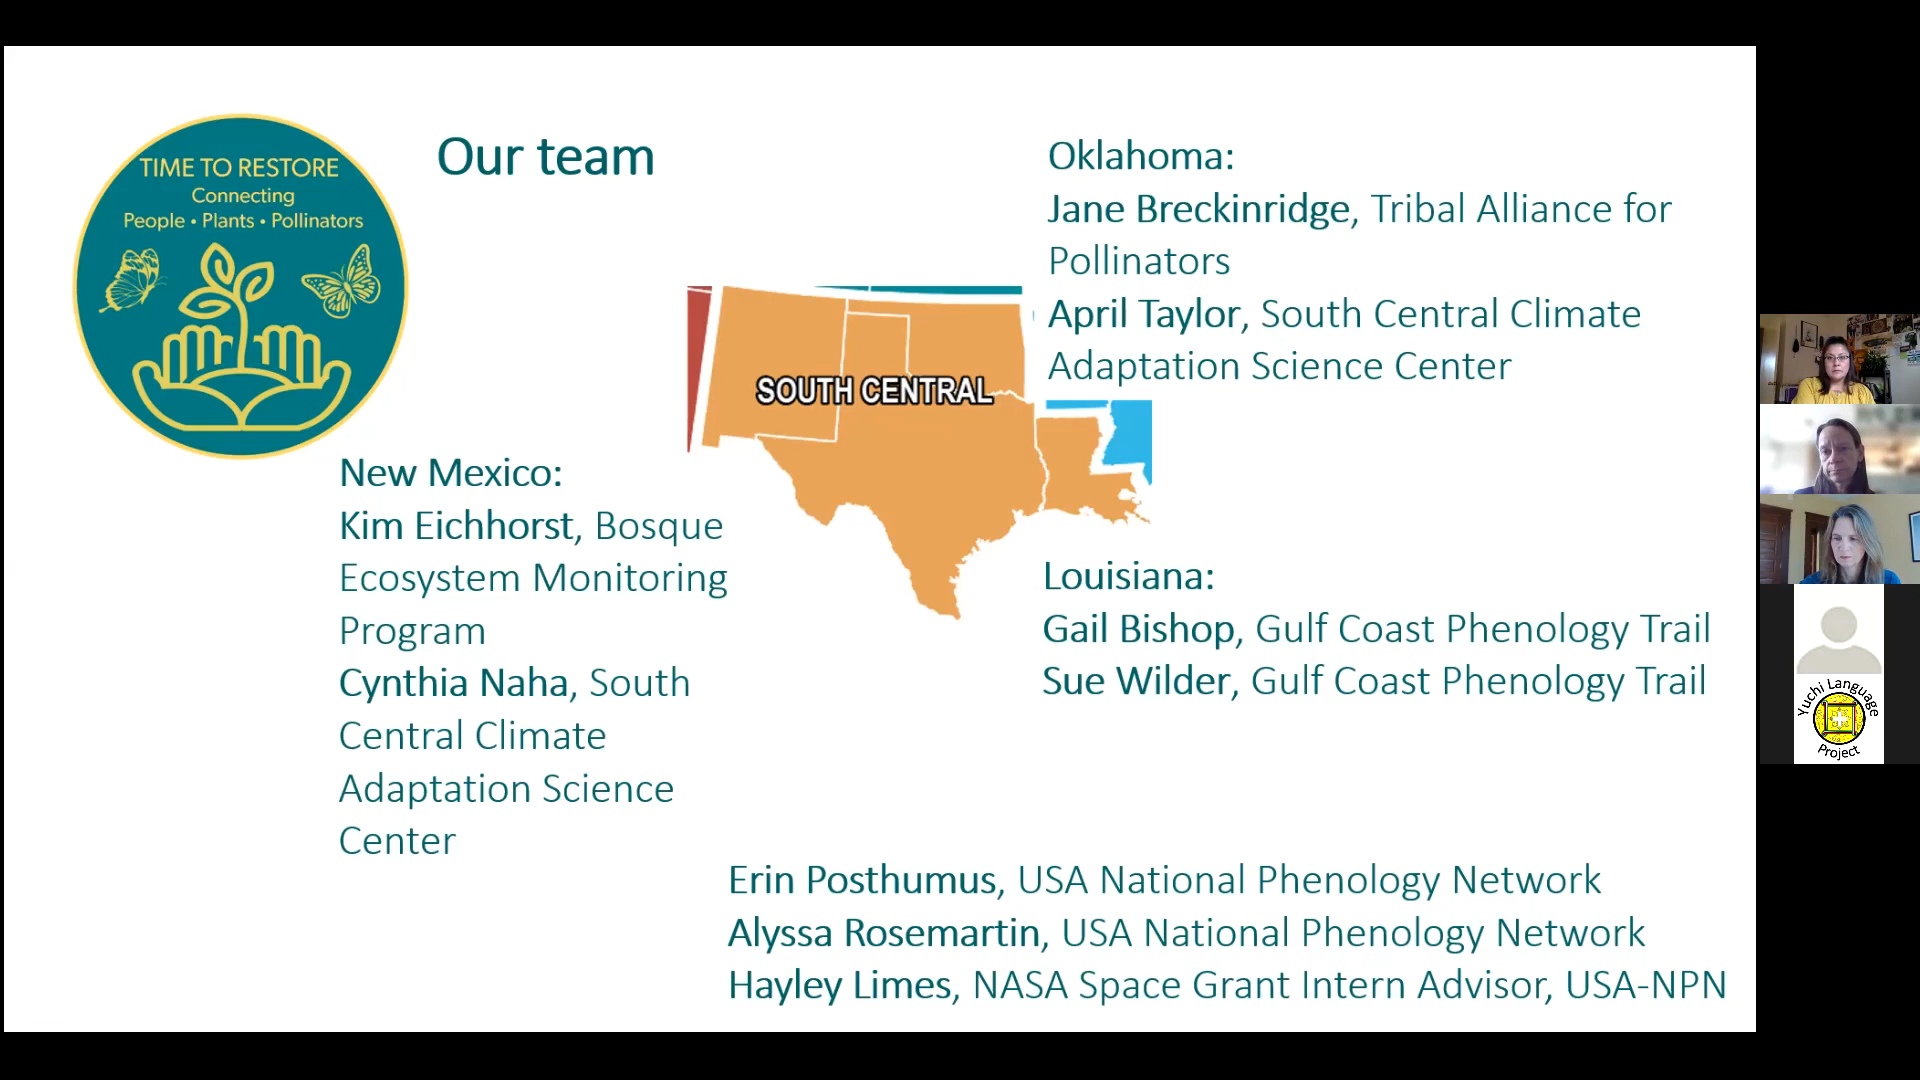 TIME TO RESTORE
Connecting
People • Plants • Pollinators
Our team
SOUTH CENTRAL
Oklahoma:
Jane Breckinridge, Tribal Alliance for
Pollinators
April Taylor, South Central Climate
Adaptation Science Center
New Mexico:
Kim Eichhorst, Bosque
Ecosystem Monitoring
Program
Cynthia Naha, South
Central Climate
Adaptation Science
Center
Louisiana:
Gail Bishop, Gulf Coast Phenology Trail
Sue Wilder, Gulf Coast Phenology Trail
Erin Posthumus, USA National Phenology Network
Alyssa Rosemartin, USA National Phenology Network
Hayley Limes, NASA Space Grant Intern Advisor, USA-NPN
Yuchi Language
Project